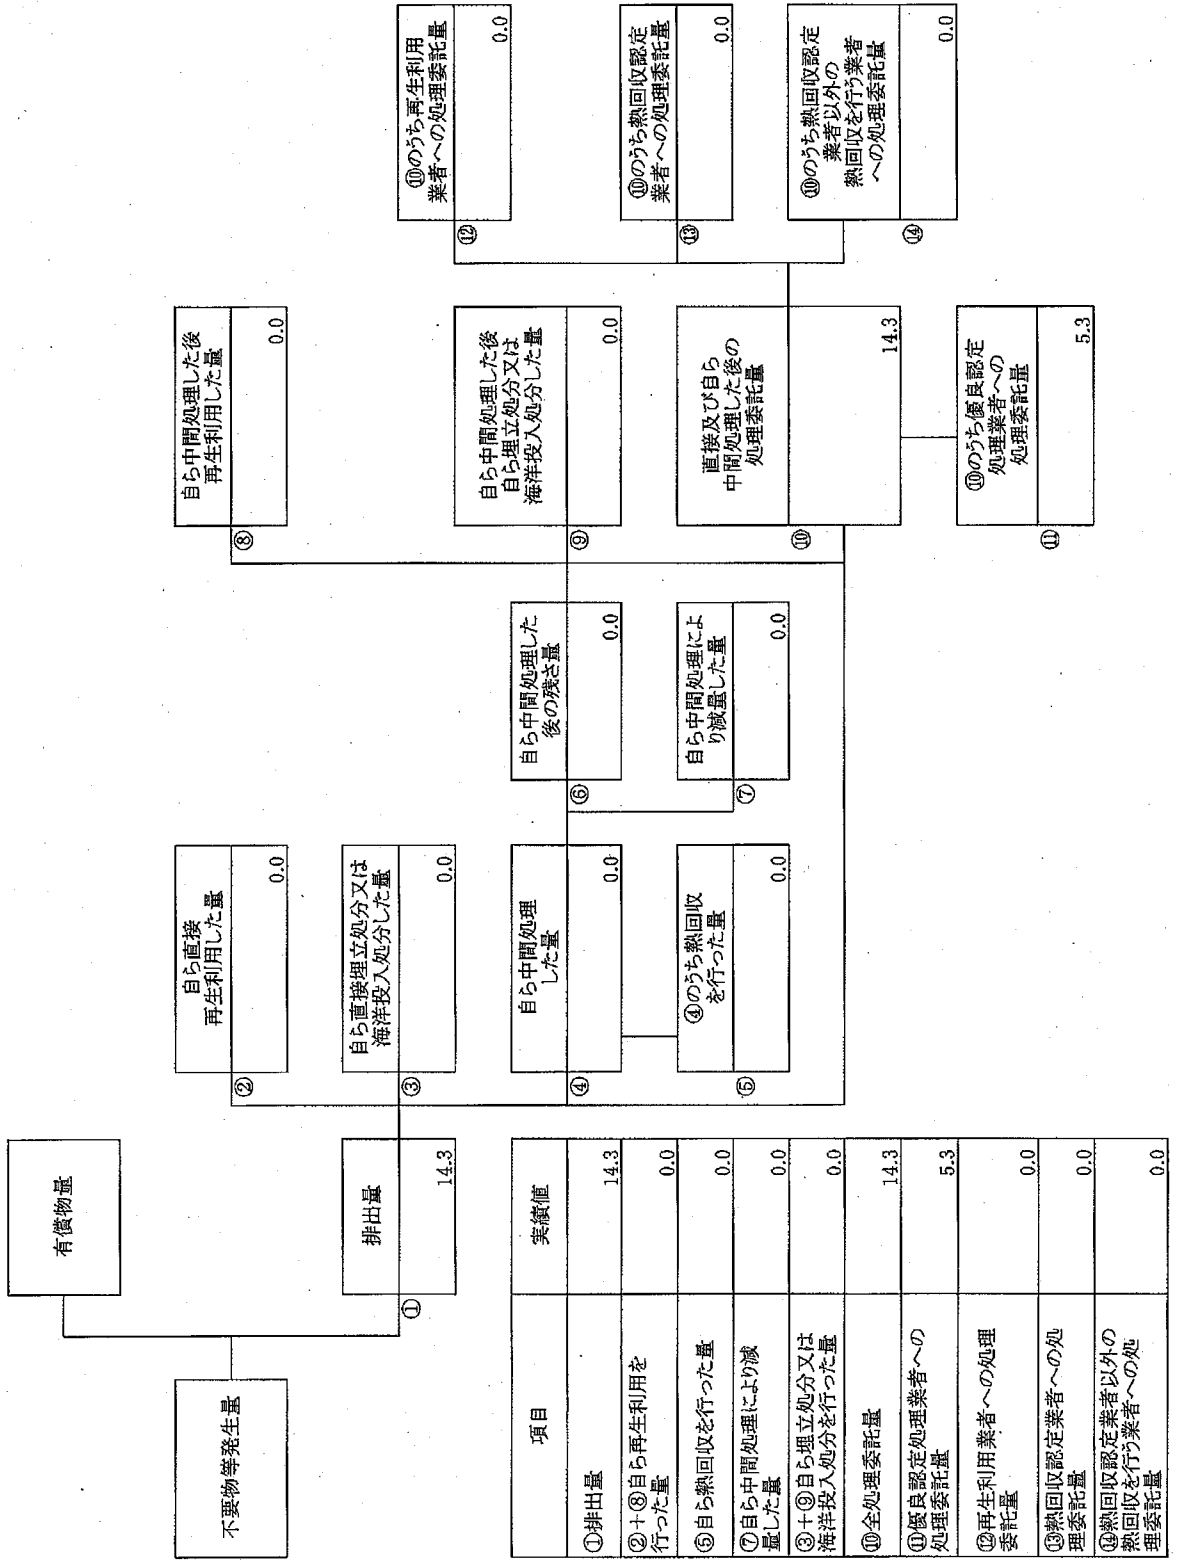 不要物等発生量
有償物量
排出量
①
14.3
自ら直接
再生利用した量
②
0.0
自ら直接埋立処分又は
海洋投入処分した量
③
0.0
自ら中間処理
した量
④
0.0
④のうち熱回収
を行った量
⑤
0.0
自ら中間処理した
後の残さ量
⑥
0.0
自ら中間処理によ
り減量した量
⑦
0.0
自ら中間処理した後
再生利用した量
⑧
0.0
自ら中間処理した後
自ら埋立処分又は
海洋投入処分した量
⑨
0.0
直接及び自ら
中間処理した後の
処理委託量
⑩
14.3
⑩のうち優良認定
処理業者への
処理委託量
⑪
5.3
⑩のうち再生利用
業者への処理委託量
⑫
0.0
⑩のうち熱回収認定
業者への処理委託量
⑬
0.0
⑩のうち熱回収認定
業者以外の
熱回収を行う業者
への処理委託量
⑭
0.0
項目 実績値
①排出量 14.3
②+⑧自ら再生利用を
行った量 0.0
⑤自ら熱回収を行った量 0.0
⑦自ら中間処理により減
量した量 0.0
③+⑨自ら埋立処分又は
海洋投入処分を行った量 0.0
⑩全処理委託量 14.3
⑪優良認定処理業者への
処理委託量 5.3
⑫再生利用業者への処理
委託量 0.0
⑬熱回収認定業者への処
理委託量 0.0
⑭熱回収認定業者以外の
熱回収を行う業者への処
理委託量 0.0